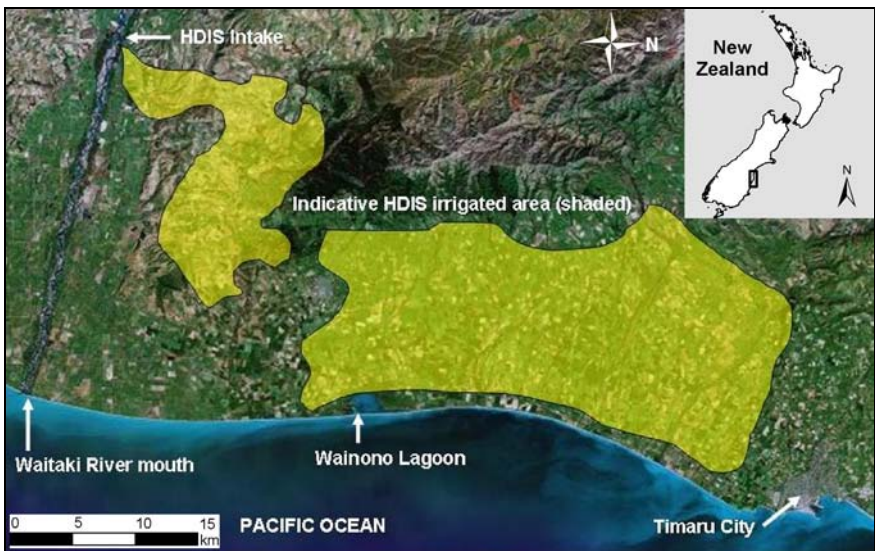 HDIS Intake
N
New
Zealand
N
Indicative HDIS irrigated area (shaded)
Waitaki River mouth
Wainono Lagoon
Timaru City
0 5 10 15
km
PACIFIC OCEAN